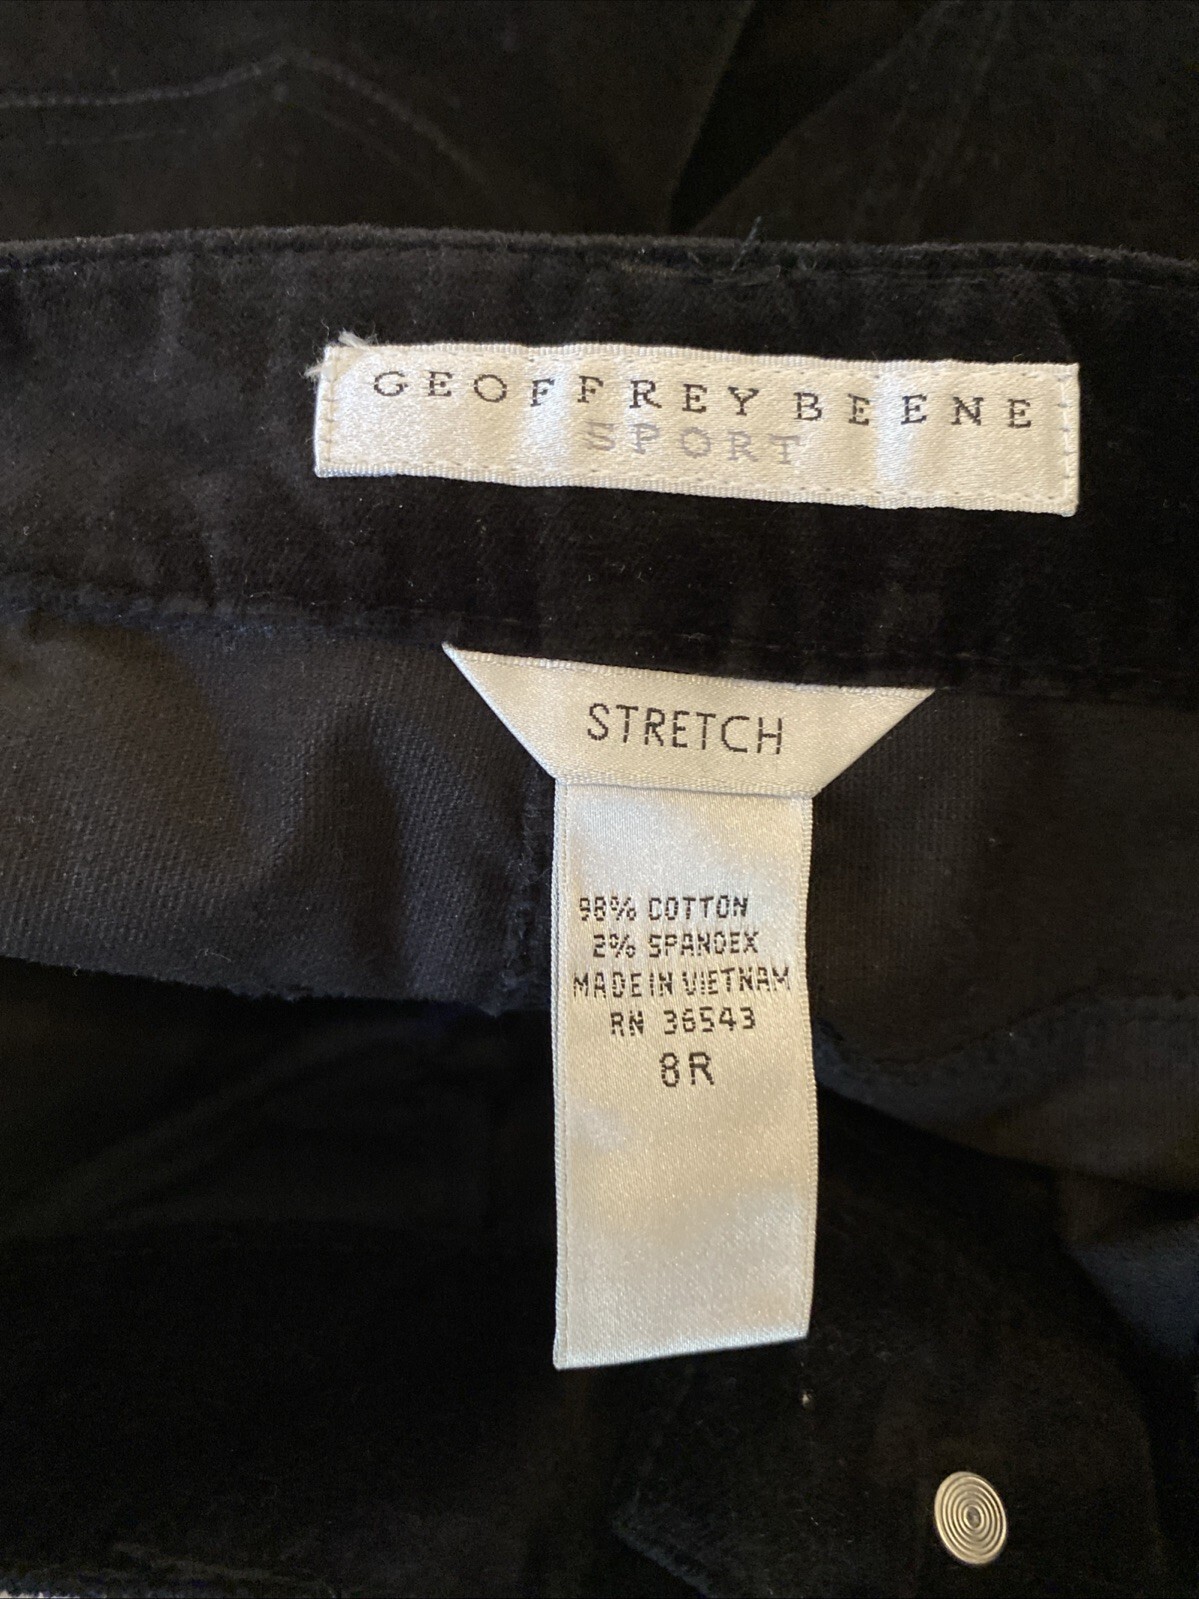 GEOFFREY BEENE
SPORT
STRETCH
98% COTTON
2% SPANDEX
MADE IN VIETNAM
RN 36543
8R